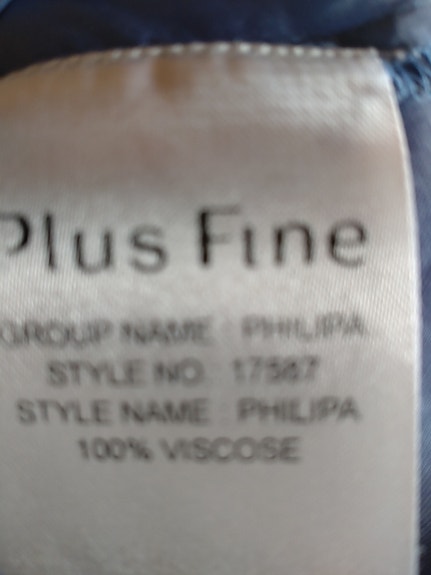 Plus Fine
GROUP NAME : PHILIPA
STYLE NO: 17587
STYLE NAME : PHILIPA
100% VISCOSE